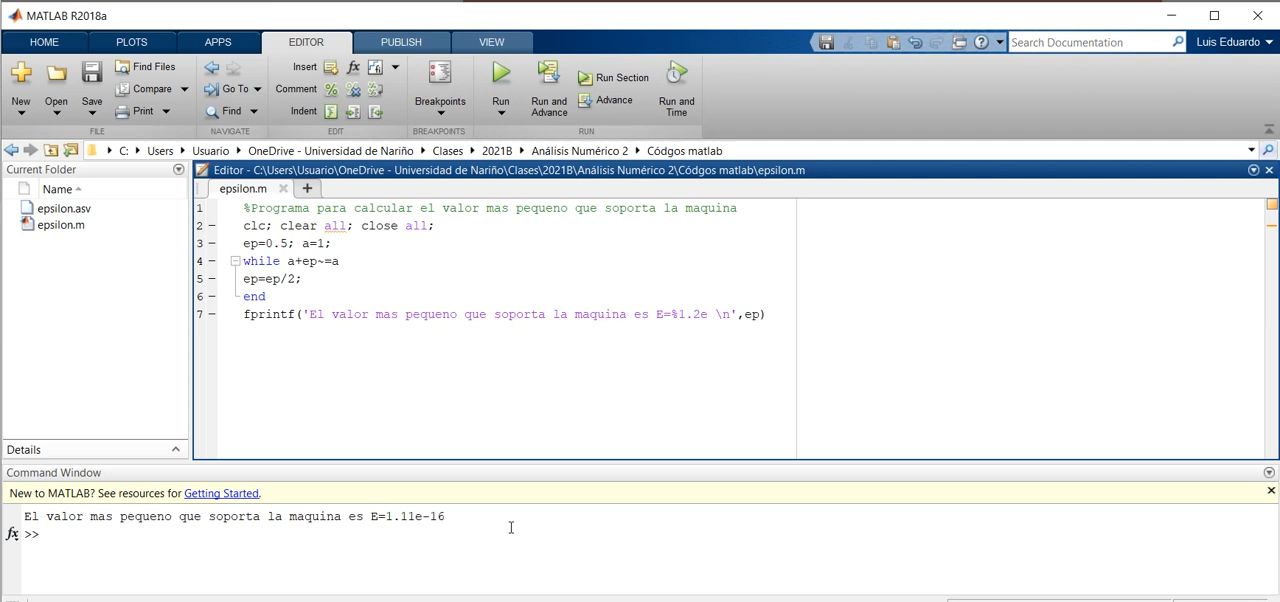 MATLAB R2018a
HOME PLOTS APPS EDITOR PUBLISH VIEW Search Documentation Luis Eduardo
New Open Save Find Files Compare Print FILE
Go To Find NAVIGATE
Insert Comment Indent EDIT
Breakpoints BREAKPOINTS
Run Run and Advance Run Section Advance Run and Time RUN
C: Users Usuario OneDrive - Universidad de Nariño Clases 2021B Análisis Numérico 2 Códgos matlab
Current Folder
Name
epsilon.asv
epsilon.m
Details
Editor - C:\Users\Usuario\OneDrive - Universidad de Nariño\Clases\2021B\Análisis Numérico 2\Códgos matlab\epsilon.m
epsilon.m
1 %Programa para calcular el valor mas pequeno que soporta la maquina
2 - clc; clear all; close all;
3 - ep=0.5; a=1;
4 - while a+ep~=a
5 - ep=ep/2;
6 - end
7 - fprintf('El valor mas pequeno que soporta la maquina es E=%1.2e \n',ep)
Command Window
New to MATLAB? See resources for Getting Started.
El valor mas pequeno que soporta la maquina es E=1.11e-16
fx >>